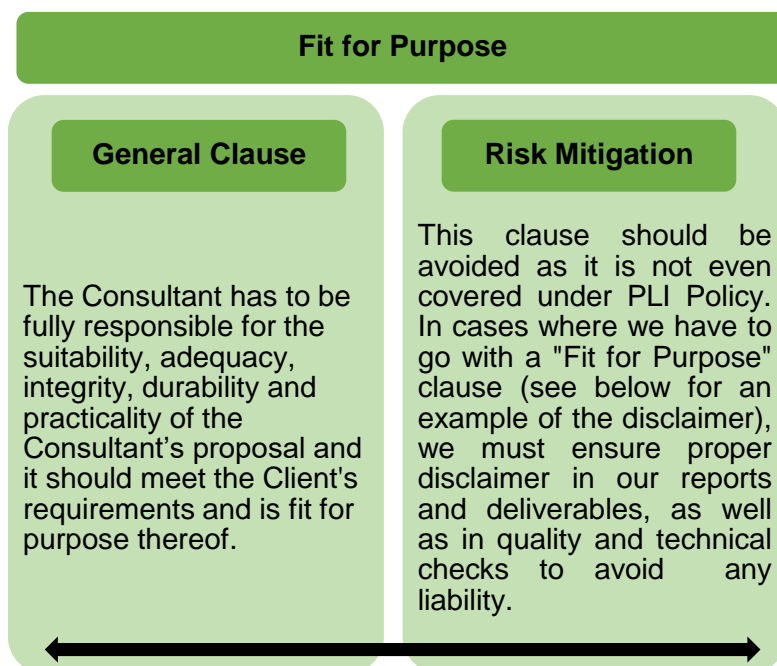 Fit for Purpose
General Clause
The Consultant has to be
fully responsible for the
suitability, adequacy,
integrity, durability and
practicality of the
Consultant’s proposal and
it should meet the Client's
requirements and is fit for
purpose thereof.
Risk Mitigation
This clause should be
avoided as it is not even
covered under PLI Policy.
In cases where we have to
go with a "Fit for Purpose"
clause (see below for an
example of the disclaimer),
we must ensure proper
disclaimer in our reports
and deliverables, as well
as in quality and technical
checks to avoid any
liability.